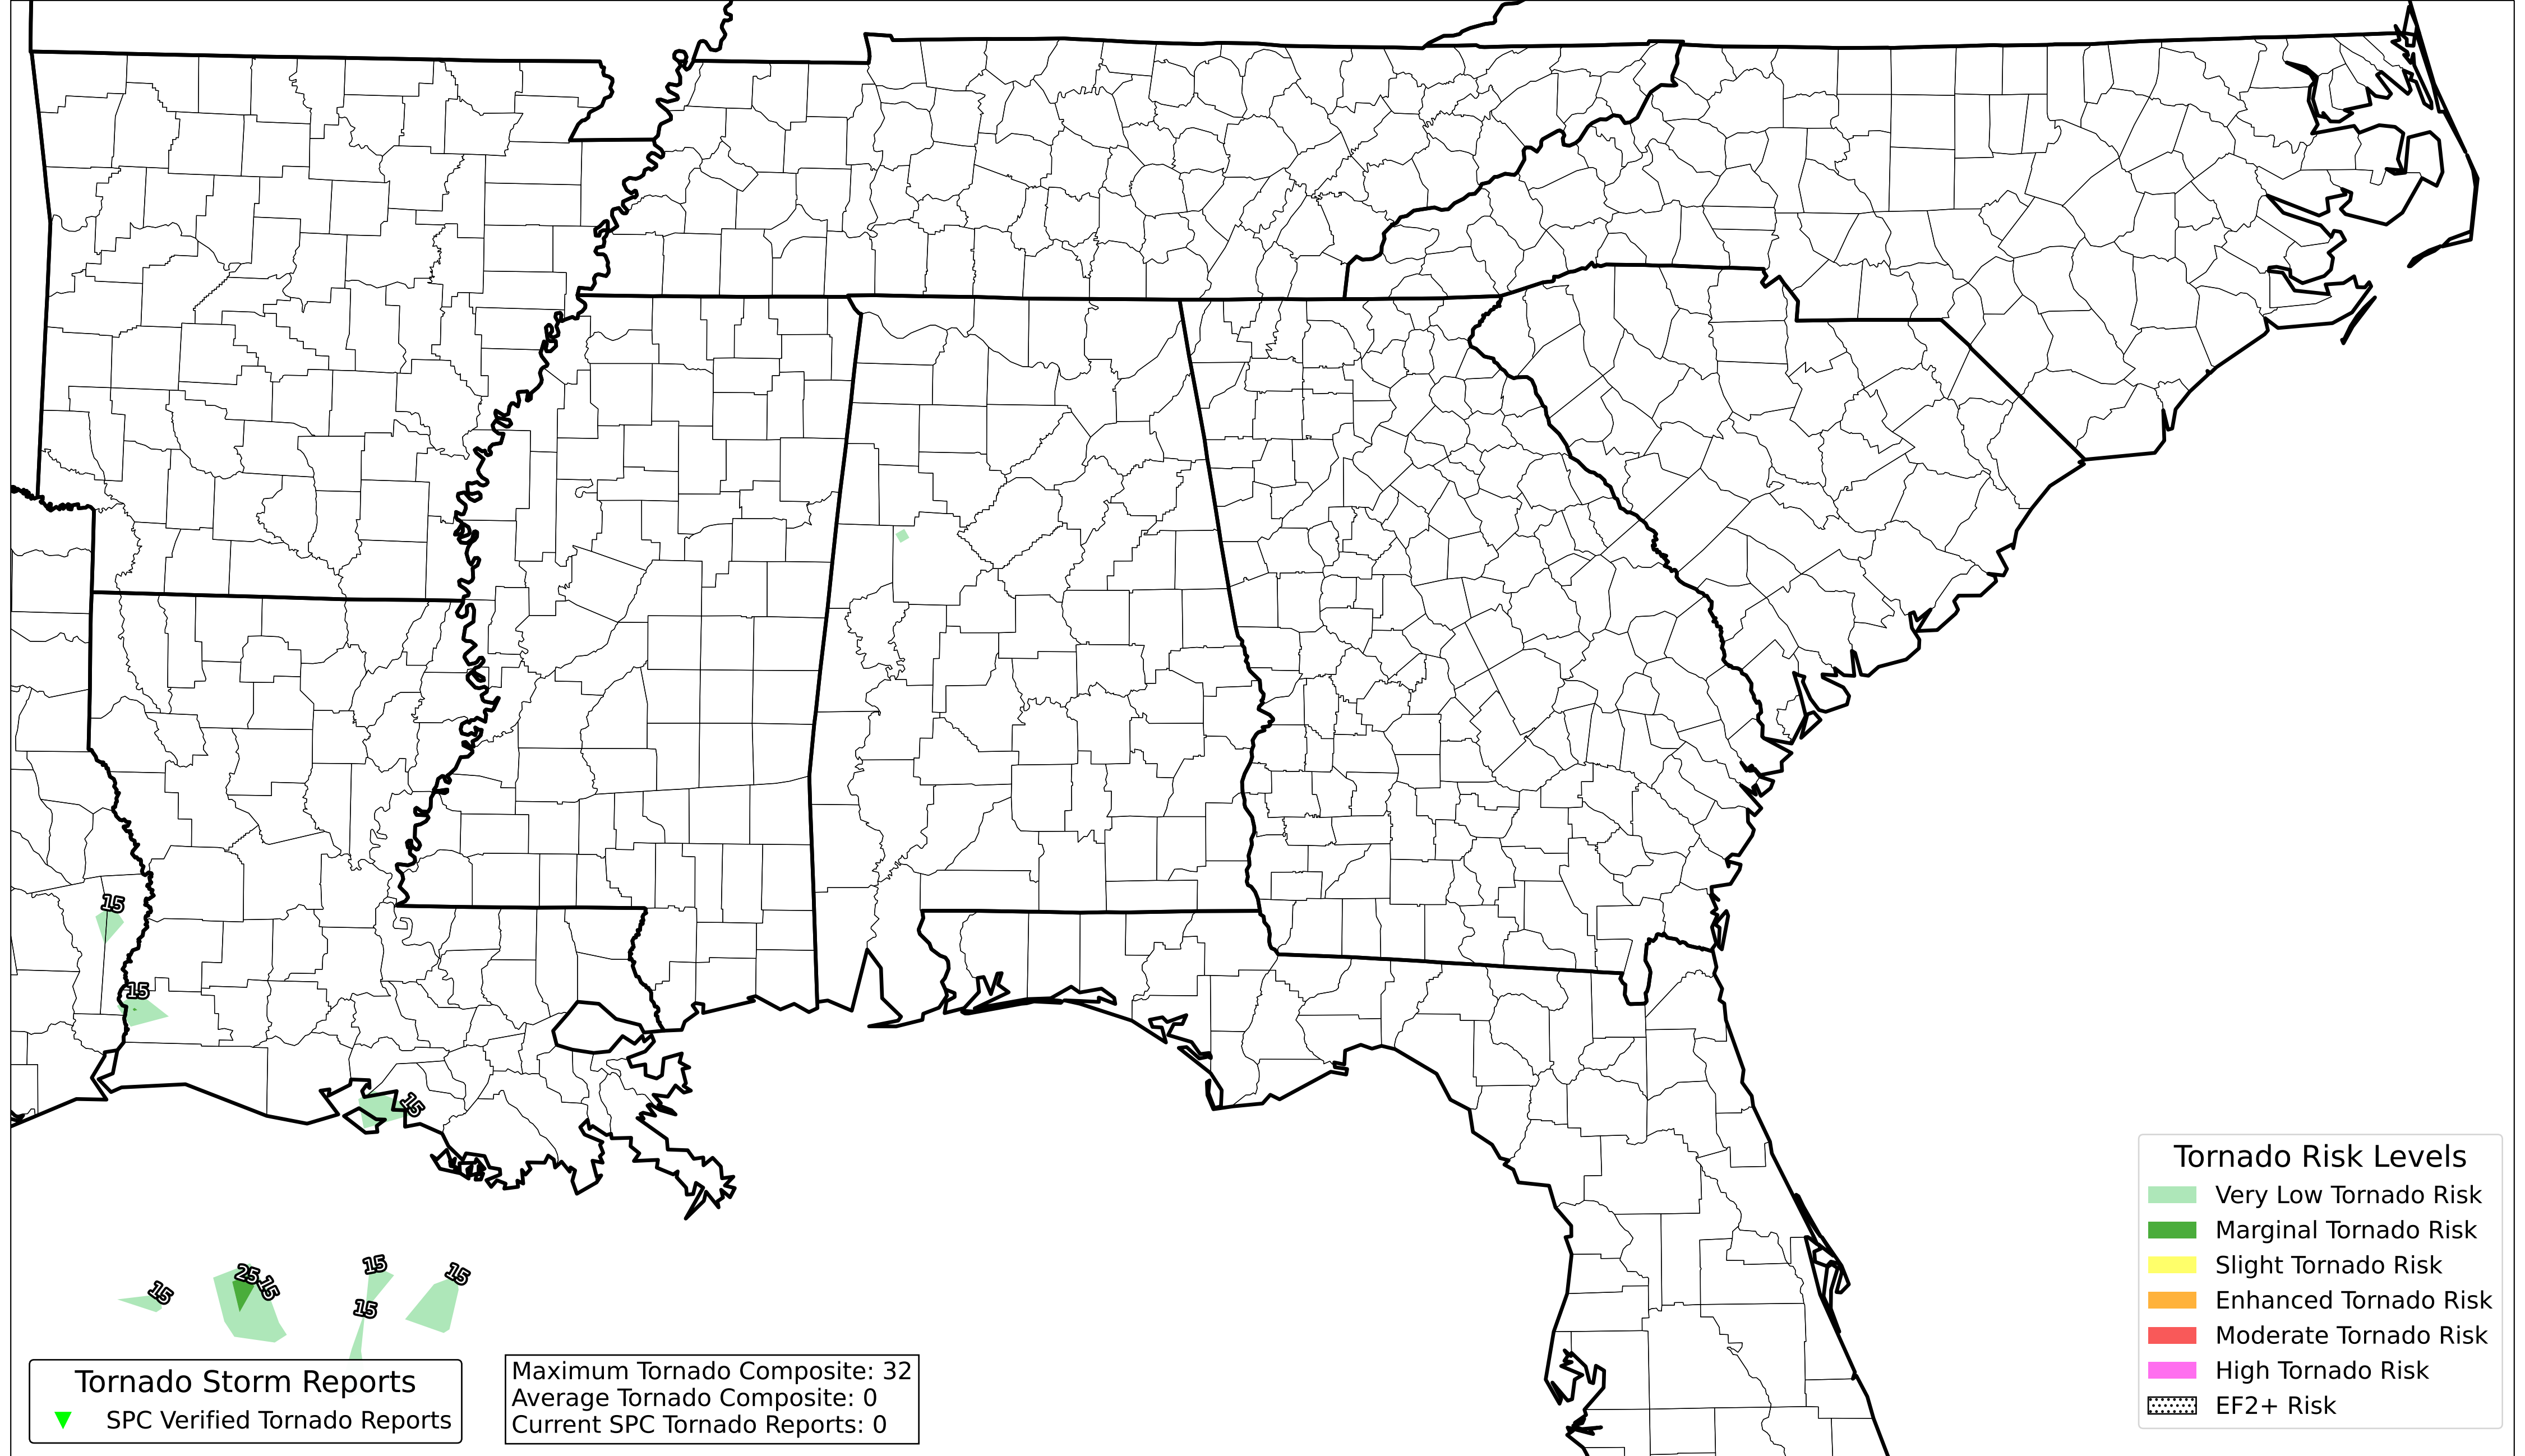 15
15
15
15
25
15
15
15
15
Tornado Storm Reports
SPC Verified Tornado Reports
Maximum Tornado Composite: 32
Average Tornado Composite: 0
Current SPC Tornado Reports: 0
Tornado Risk Levels
Very Low Tornado Risk
Marginal Tornado Risk
Slight Tornado Risk
Enhanced Tornado Risk
Moderate Tornado Risk
High Tornado Risk
EF2+ Risk